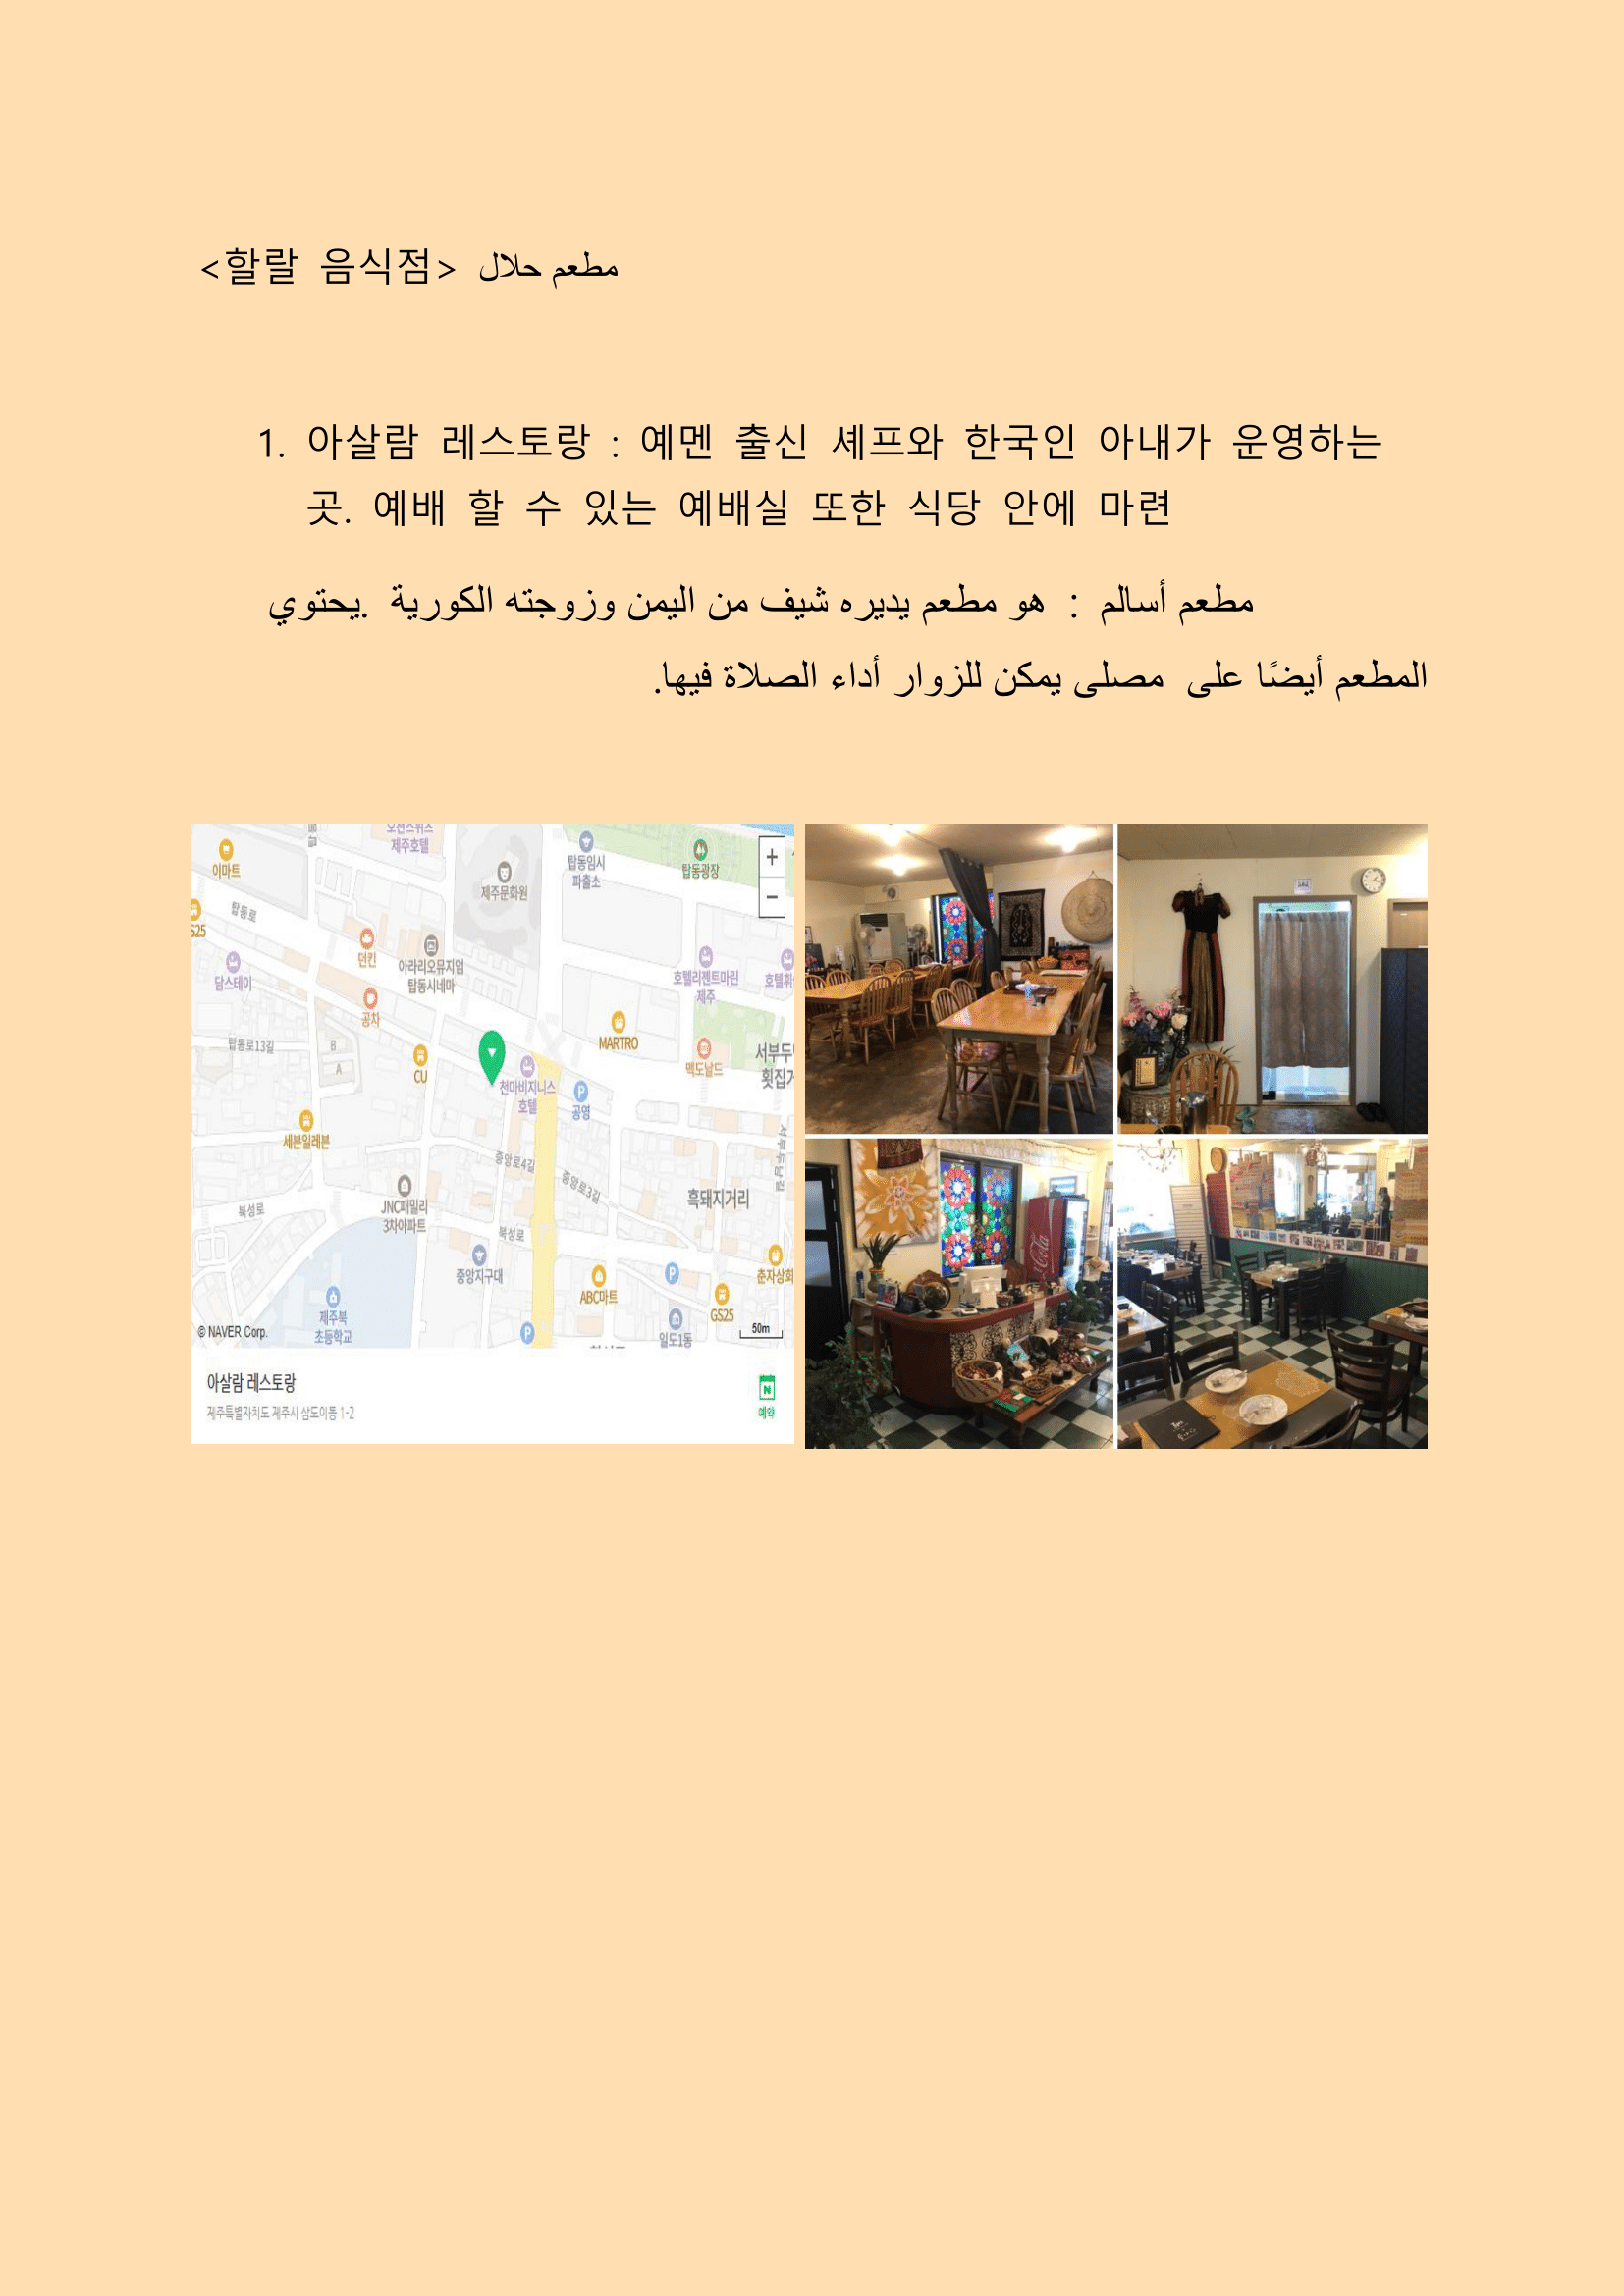 <할랄 음식점> مطعم حلال
1. 아살람 레스토랑 : 예멘 출신 셰프와 한국인 아내가 운영하는
곳. 예배 할 수 있는 예배실 또한 식당 안에 마련
مطعم أسالم : هو مطعم يديره شيف من اليمن وزوجته الكورية .يحتوي
المطعم أيضًا على مصلى يمكن للزوار أداء الصلاة فيها.
오션스위츠
제주호텔
이마트
제주문화원
탑동임시
파출소
탑동광장
+
−
탑동로
GS25
담스테이
던킨
아라리오뮤지엄
탑동시네마
호텔리젠트마린
제주
공차
MARTRO
탑동로13길
B
A
CU
맥도날드
서부두
횟집거
천마비지니스
호텔
P
공영
세븐일레븐
중앙로4길
중앙로3길
흑돼지거리
북성로
JNC패밀리
3차아파트
북성로
중앙지구대
P
춘자상회
ABC마트
GS25
제주북
초등학교
P
일도1동
50m
© NAVER Corp.
아살람 레스토랑
제주특별자치도 제주시 삼도이동 1-2
N
예약
Coca-Cola